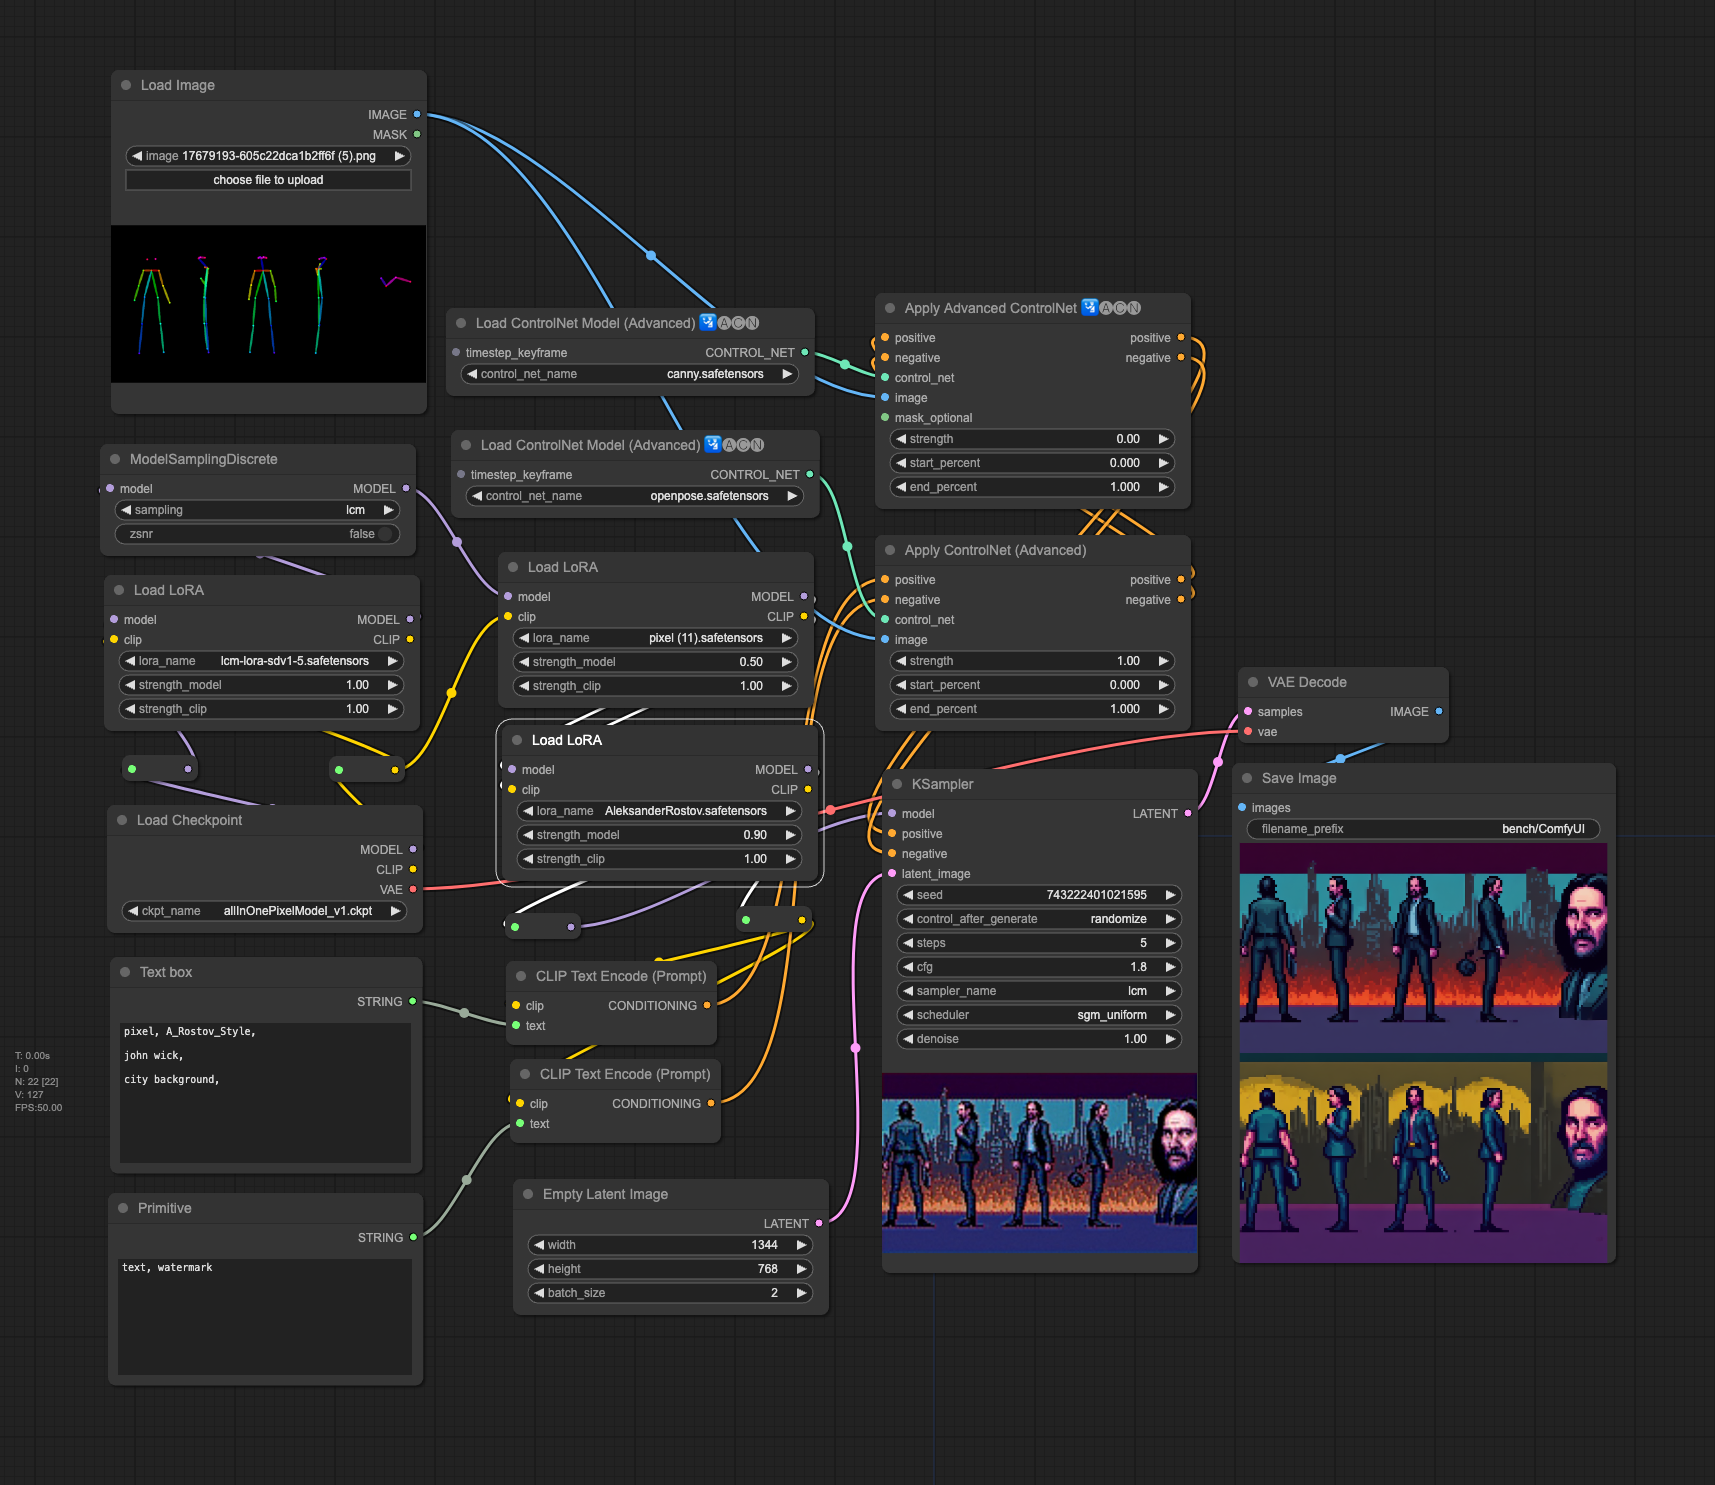 Load Image
IMAGE
MASK
image 17679193-605c22dca1b2ff6f (5).png
choose file to upload
ModelSamplingDiscrete
model MODEL
sampling lcm
zsnr false
Load LoRA
model MODEL
clip CLIP
lora_name lcm-lora-sdv1-5.safetensors
strength_model 1.00
strength_clip 1.00
Load Checkpoint
MODEL
CLIP
VAE
ckpt_name allInOnePixelModel_v1.ckpt
Text box
STRING
pixel, A_Rostov_Style,
john wick,
city background,
T: 0.00s
I: 0
N: 22 [22]
V: 127
FPS:50.00
Primitive
STRING
text, watermark
Load ControlNet Model (Advanced) 🛂🅐🅒🅝
timestep_keyframe CONTROL_NET
control_net_name canny.safetensors
Load ControlNet Model (Advanced) 🛂🅐🅒🅝
timestep_keyframe CONTROL_NET
control_net_name openpose.safetensors
Load LoRA
model MODEL
clip CLIP
lora_name pixel (11).safetensors
strength_model 0.50
strength_clip 1.00
Load LoRA
model MODEL
clip CLIP
lora_name AleksanderRostov.safetensors
strength_model 0.90
strength_clip 1.00
CLIP Text Encode (Prompt)
clip CONDITIONING
text
CLIP Text Encode (Prompt)
clip CONDITIONING
text
Empty Latent Image
LATENT
width 1344
height 768
batch_size 2
Apply Advanced ControlNet 🛂🅐🅒🅝
positive positive
negative negative
control_net
image
mask_optional
strength 0.00
start_percent 0.000
end_percent 1.000
Apply ControlNet (Advanced)
positive positive
negative negative
control_net
image
strength 1.00
start_percent 0.000
end_percent 1.000
KSampler
model LATENT
positive
negative
latent_image
seed 743222401021595
control_after_generate randomize
steps 5
cfg 1.8
sampler_name lcm
scheduler sgm_uniform
denoise 1.00
VAE Decode
samples IMAGE
vae
Save Image
images
filename_prefix bench/ComfyUI